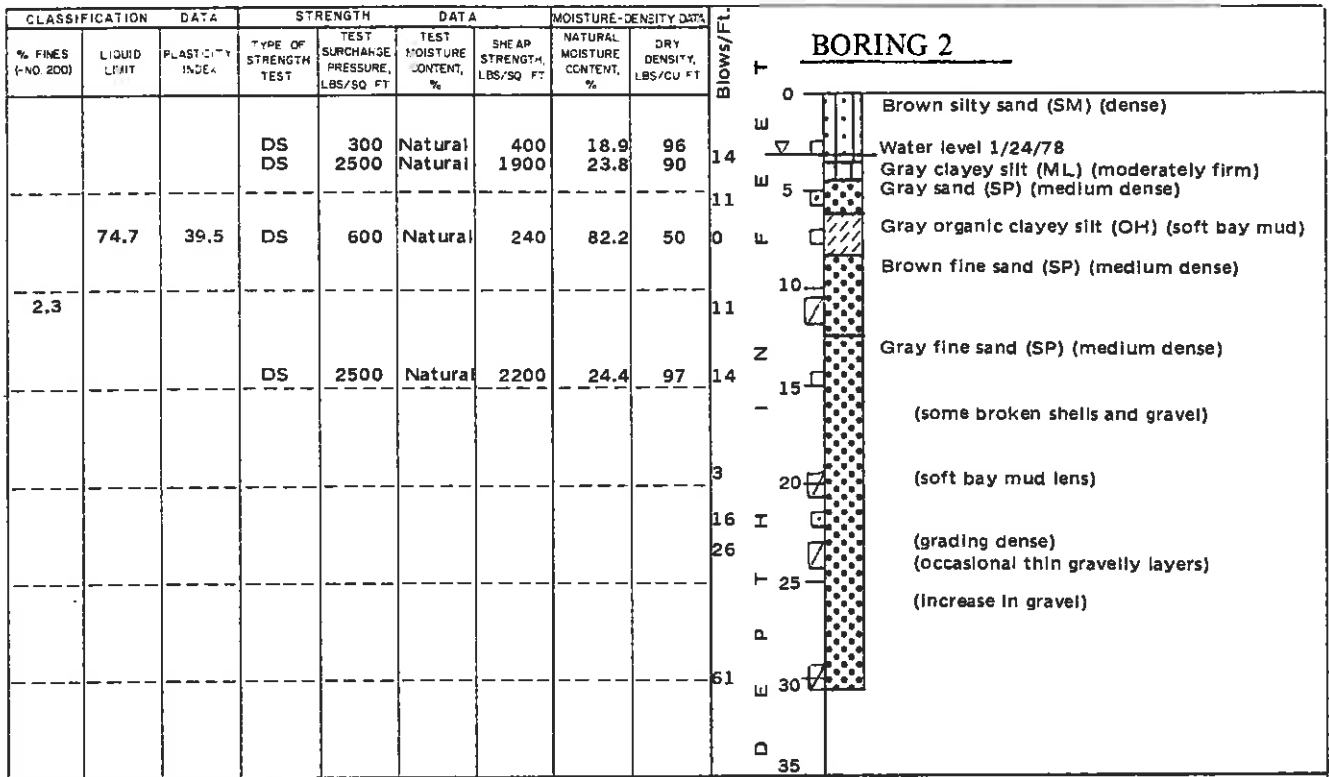 CLASSIFICATION DATA STRENGTH DATA MOISTURE-DENSITY DATA
% FINES (-NO. 200) LIQUID LIMIT PLASTICITY INDEX TYPE OF STRENGTH TEST TEST SURCHARGE PRESSURE, LBS/SQ FT TEST MOISTURE CONTENT, % SHEAR STRENGTH, LBS/SQ FT NATURAL MOISTURE CONTENT, % DRY DENSITY, LBS/CU FT Blows/Ft.
BORING 2
DEPTH IN FEET
0 Brown silty sand (SM) (dense)
DS 300 Natural 400 18.9 96 Water level 1/24/78
DS 2500 Natural 1900 23.8 90 14 Gray clayey silt (ML) (moderately firm)
5 Gray sand (SP) (medium dense)
11
74.7 39.5 DS 600 Natural 240 82.2 50 0 Gray organic clayey silt (OH) (soft bay mud)
Brown fine sand (SP) (medium dense)
10
2.3 11
Gray fine sand (SP) (medium dense)
DS 2500 Natural 2200 24.4 97 14
15
(some broken shells and gravel)
3
20 (soft bay mud lens)
16
(grading dense)
26
(occasional thin gravelly layers)
25
(increase in gravel)
61
30
35